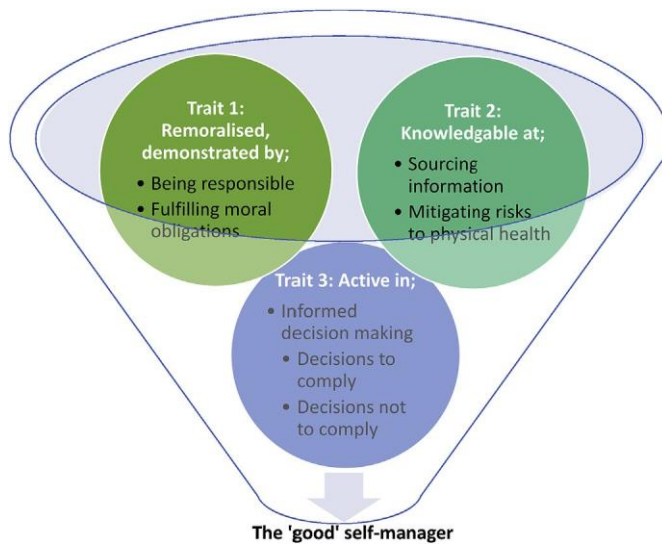 Trait 1:
Remoralised,
demonstrated by;
• Being responsible
• Fulfilling moral
obligations
Trait 2:
Knowledgable at;
• Sourcing
information
• Mitigating risks
to physical health
Trait 3: Active in;
• Informed
decision making
• Decisions to
comply
• Decisions not
to comply
The 'good' self-manager